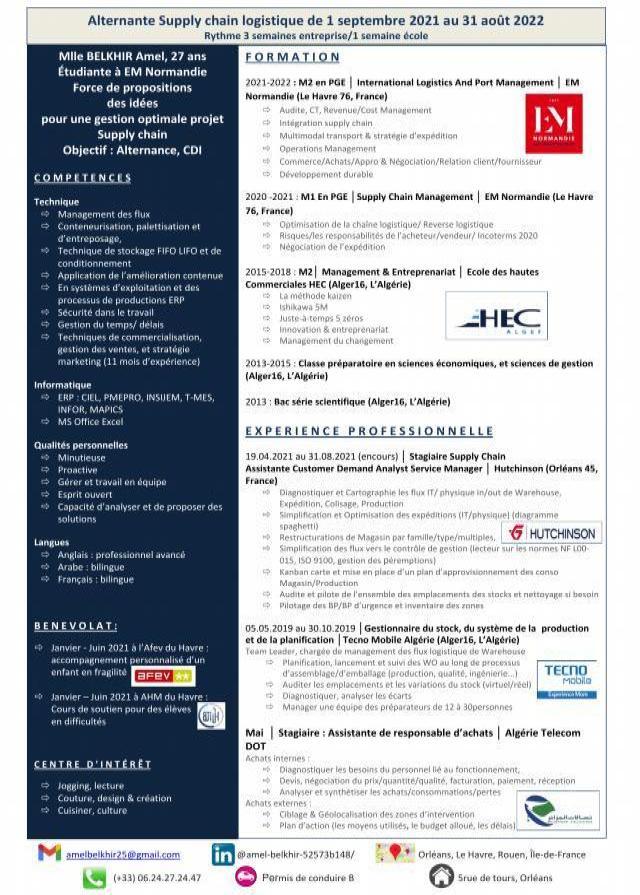 Alternante Supply chain logistique de 1 septembre 2021 au 31 août 2022
Rythme 3 semaines entreprise/1 semaine école
Mlle BELKHIR Amel, 27 ans
Étudiante à EM Normandie
Force de propositions
des idées
pour une gestion optimale projet
Supply chain
Objectif : Alternance, CDI
COMPETENCES
Technique
⇨ Management des flux
⇨ Conteneurisation, palettisation et
d'entreposage,
⇨ Technique de stockage FIFO LIFO et de
conditionnement
⇨ Application de l'amélioration contenue
⇨ En systèmes d'exploitation et des
processus de productions ERP
⇨ Sécurité dans le travail
⇨ Gestion du temps/ délais
⇨ Techniques de commercialisation,
gestion des ventes, et stratégie
marketing (11 mois d'expérience)
Informatique
⇨ ERP : CIEL, PMEPRO, INSIJEM, T-MES,
INFOR, MAPICS
⇨ MS Office Excel
Qualités personnelles
⇨ Minutieuse
⇨ Proactive
⇨ Gérer et travail en équipe
⇨ Esprit ouvert
⇨ Capacité d'analyser et de proposer des
solutions
Langues
⇨ Anglais : professionnel avancé
⇨ Arabe : bilingue
⇨ Français : bilingue
BENEVOLAT:
⇨ Janvier - Juin 2021 à l'Afev du Havre :
accompagnement personnalisé d'un
enfant en fragilité
afev
⇨ Janvier – Juin 2021 à AHM du Havre :
Cours de soutien pour des élèves
en difficultés
CENTRE D'INTÉRÊT
⇨ Jogging, lecture
⇨ Couture, design & création
⇨ Cuisiner, culture
FORMATION
2021-2022 : M2 en PGE | International Logistics And Port Management | EM
Normandie (Le Havre 76, France)
⇨ Audite, CT, Revenue/Cost Management
⇨ Intégration supply chain
⇨ Multimodal transport & stratégie d'expédition
⇨ Operations Management
⇨ Commerce/Achats/Appro & Négociation/Relation client/fournisseur
⇨ Développement durable
EM
NORMANDIE
2020 -2021 : M1 En PGE | Supply Chain Management | EM Normandie (Le Havre
76, France)
⇨ Optimisation de la chaîne logistique/ Reverse logistique
⇨ Risques/les responsabilités de l'acheteur/vendeur/ Incoterms 2020
⇨ Négociation de l'expédition
2015-2018 : M2 | Management & Entreprenariat | Ecole des hautes
Commerciales HEC (Alger16, L'Algérie)
⇨ La méthode kaizen
⇨ Ishikawa 5M
⇨ Juste-à-temps 5 zéros
⇨ Innovation & entreprenariat
⇨ Management du changement
HEC
ALGER
2013-2015 : Classe préparatoire en sciences économiques, et sciences de gestion
(Alger16, L'Algérie)
2013 : Bac série scientifique (Alger16, L'Algérie)
EXPERIENCE PROFESSIONNELLE
19.04.2021 au 31.08.2021 (encours) | Stagiaire Supply Chain
Assistante Customer Demand Analyst Service Manager | Hutchinson (Orléans 45,
France)
⇨ Diagnostiquer et Cartographie les flux IT/ physique in/out de Warehouse,
Expédition, Colisage, Production
⇨ Simplification et Optimisation des expéditions (IT/physique) (diagramme
spaghetti)
⇨ Restructurations de Magasin par famille/type/multiples,
HUTCHINSON
⇨ Simplification des flux vers le contrôle de gestion (lecteur sur les normes NF L00-
015, ISO 9100, gestion des péremptions)
⇨ Kanban carte et mise en place d'un plan d'approvisionnement des conso
Magasin/Production
⇨ Audite et pilote de l'ensemble des emplacements des stocks et nettoyage si besoin
⇨ Pilotage des BP/BP d'urgence et inventaire des zones
05.05.2019 au 30.10.2019 | Gestionnaire du stock, du système de la production
et de la planification | Tecno Mobile Algérie (Alger16, L'Algérie)
Team Leader, chargée de management des flux logistique de Warehouse
⇨ Planification, lancement et suivi des WO au long de processus
d'assemblage/d'emballage (production, qualité, ingénierie...)
⇨ Auditer les emplacements et les variations du stock (virtuel/réel)
⇨ Diagnostiquer, analyser les écarts
⇨ Manager une équipe des préparateurs de 12 à 30personnes
TECNO
mobile
Experience More
Mai | Stagiaire : Assistante de responsable d'achats | Algérie Telecom
DOT
Achats internes :
⇨ Diagnostiquer les besoins du personnel lié au fonctionnement,
⇨ Devis, négociation du prix/quantité/qualité, facturation, paiement, réception
⇨ Analyser et synthétiser les achats/consommations/pertes
Achats externes :
⇨ Ciblage & Géolocalisation des zones d'intervention
⇨ Plan d'action (les moyens utilisés, le budget alloué, les délais)
اتصالات الجزائر
amelbelkhir25@gmail.com
in @amel-belkhir-52573b148/
Orléans, Le Havre, Rouen, Île-de-France
(+33) 06.24.27.24.47
Permis de conduire B
5rue de tours, Orléans